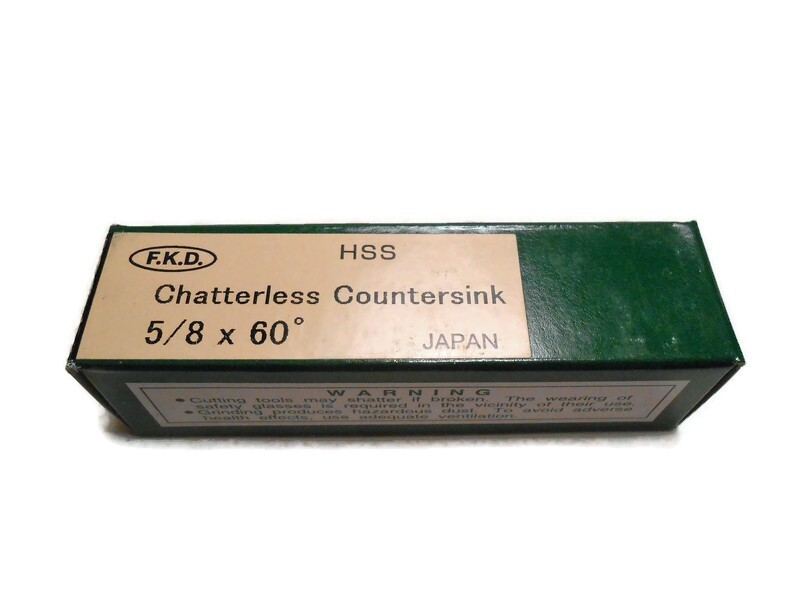 F.K.D.
HSS
Chatterless Countersink
5/8 x 60°
JAPAN
WARNING
• Cutting tools may shatter if broken. The wearing of
safety glasses is required in the vicinity of their use.
• Grinding produces hazardous dust. To avoid adverse
health effects, use adequate ventilation.